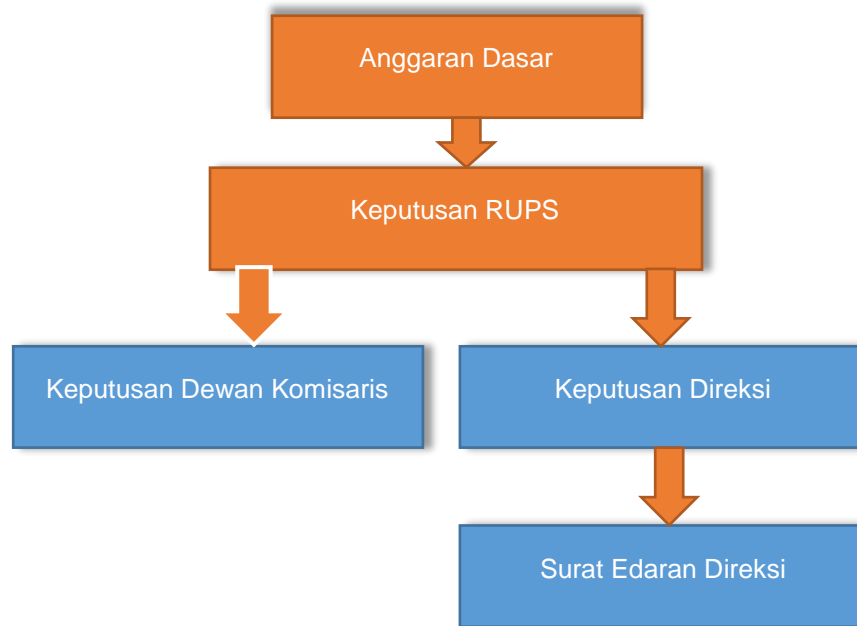 Anggaran Dasar
Keputusan RUPS
Keputusan Dewan Komisaris
Keputusan Direksi
Surat Edaran Direksi